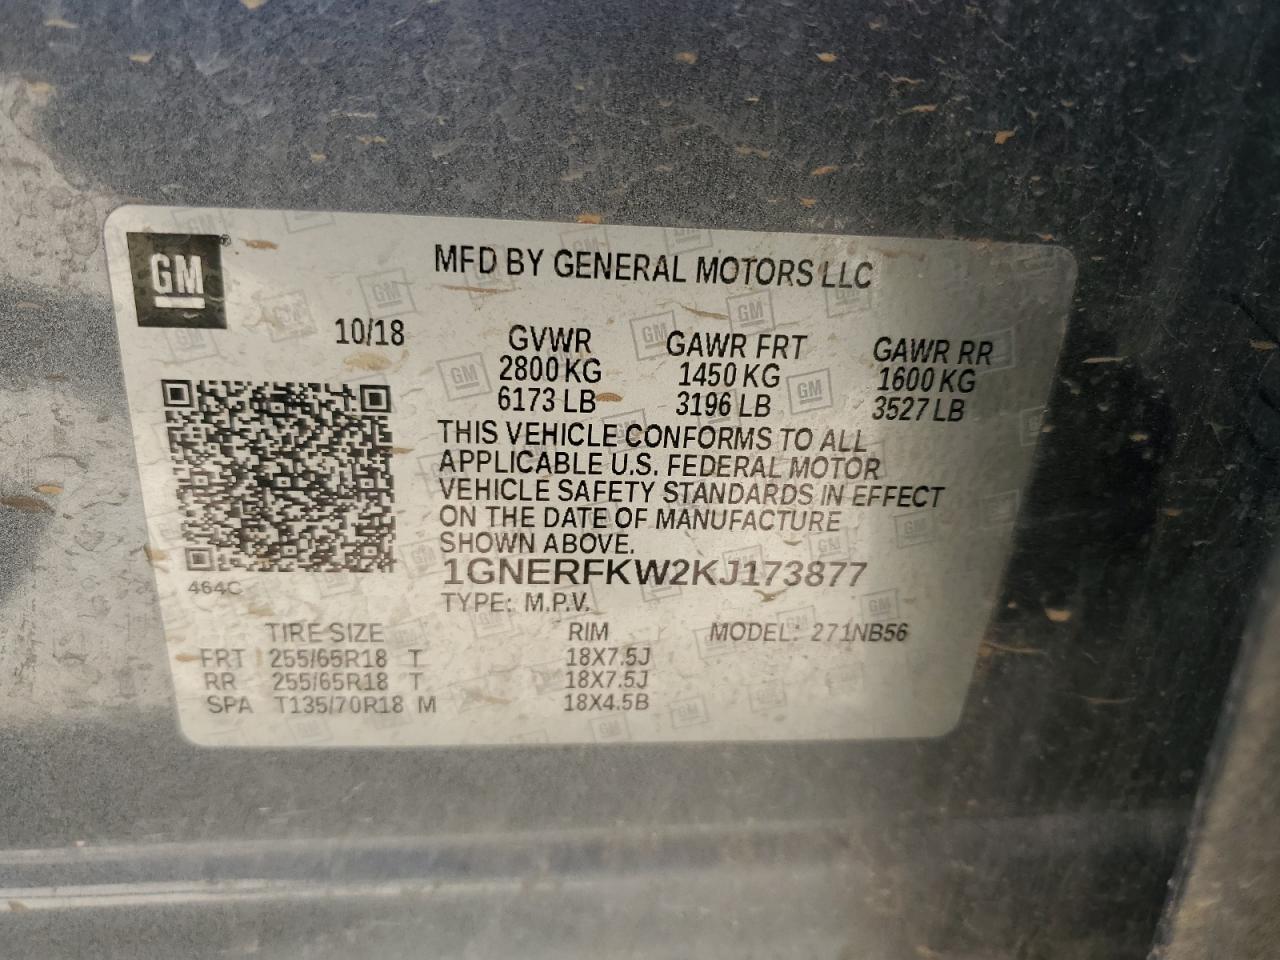 GM
MFD BY GENERAL MOTORS LLC
10/18 GVWR GAWR FRT GAWR RR
2800 KG 1450 KG 1600 KG
6173 LB 3196 LB 3527 LB
THIS VEHICLE CONFORMS TO ALL
APPLICABLE U.S. FEDERAL MOTOR
VEHICLE SAFETY STANDARDS IN EFFECT
ON THE DATE OF MANUFACTURE
SHOWN ABOVE.
464C 1GNERFKW2KJ173877
TYPE: M.P.V.
TIRE SIZE RIM MODEL: 271NB56
FRT 255/65R18 T 18X7.5J
RR 255/65R18 T 18X7.5J
SPA T135/70R18 M 18X4.5B